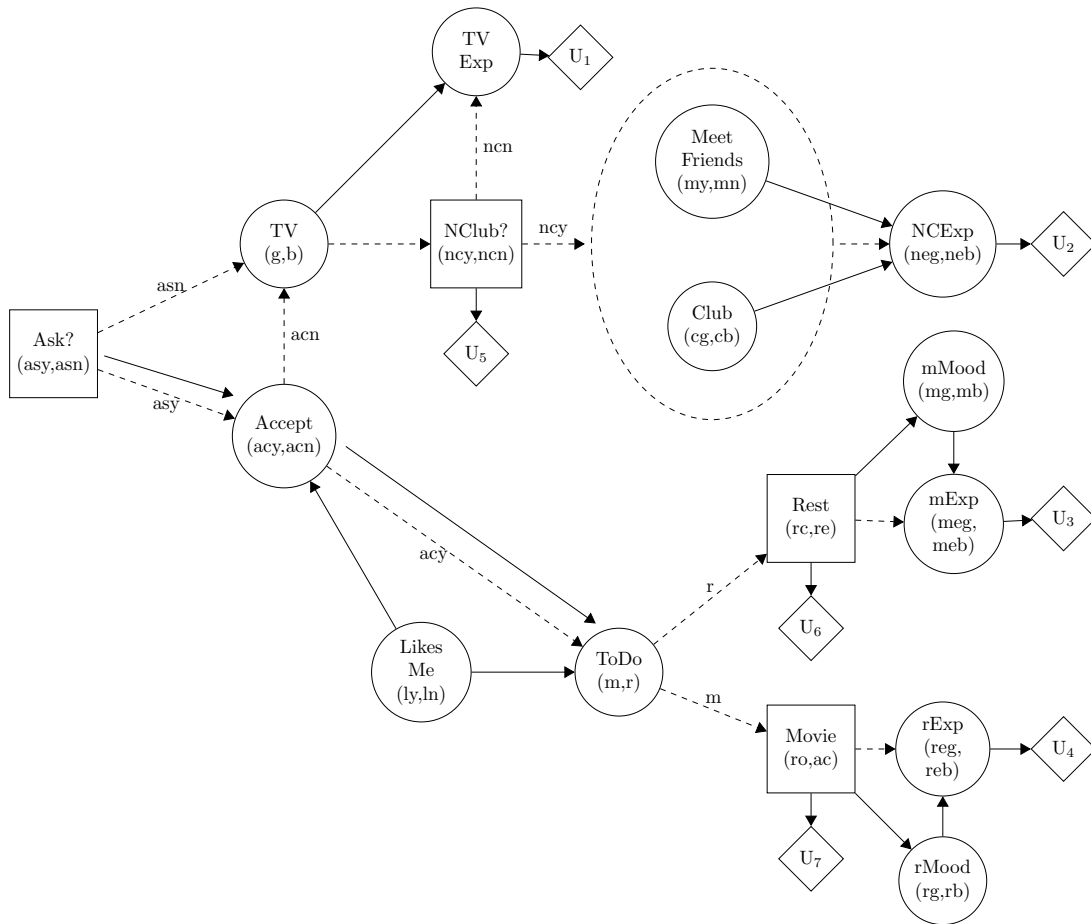 TV
Exp
U1
ncn
Meet
Friends
(my,mn)
TV
(g,b)
NClub?
(ncy,ncn)
ncy
NCExp
(neg,neb)
U2
asn
Ask?
(asy,asn)
acn
U5
Club
(cg,cb)
asy
Accept
(acy,acn)
mMood
(mg,mb)
Rest
(rc,re)
mExp
(meg,
meb)
U3
acy
r
U6
Likes
Me
(ly,ln)
ToDo
(m,r)
m
Movie
(ro,ac)
rExp
(reg,
reb)
U4
U7
rMood
(rg,rb)